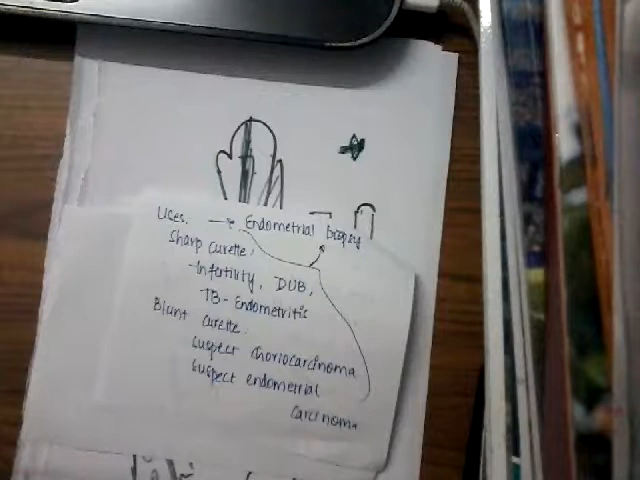 Uses. → Endometrial biopsy
Sharp curette:
-Infertility, DUB,
TB- Endometritis
Blunt curette:
suspect choriocarcinoma
suspect endometrial
carcinoma